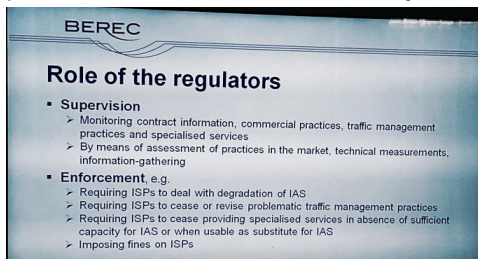 BEREC
Role of the regulators
▪ Supervision
➢ Monitoring contract information, commercial practices, traffic management
practices and specialised services
➢ By means of assessment of practices in the market, technical measurements,
information-gathering
▪ Enforcement, e.g.
➢ Requiring ISPs to deal with degradation of IAS
➢ Requiring ISPs to cease or revise problematic traffic management practices
➢ Requiring ISPs to cease providing specialised services in absence of sufficient
capacity for IAS or when usable as substitute for IAS
➢ Imposing fines on ISPs